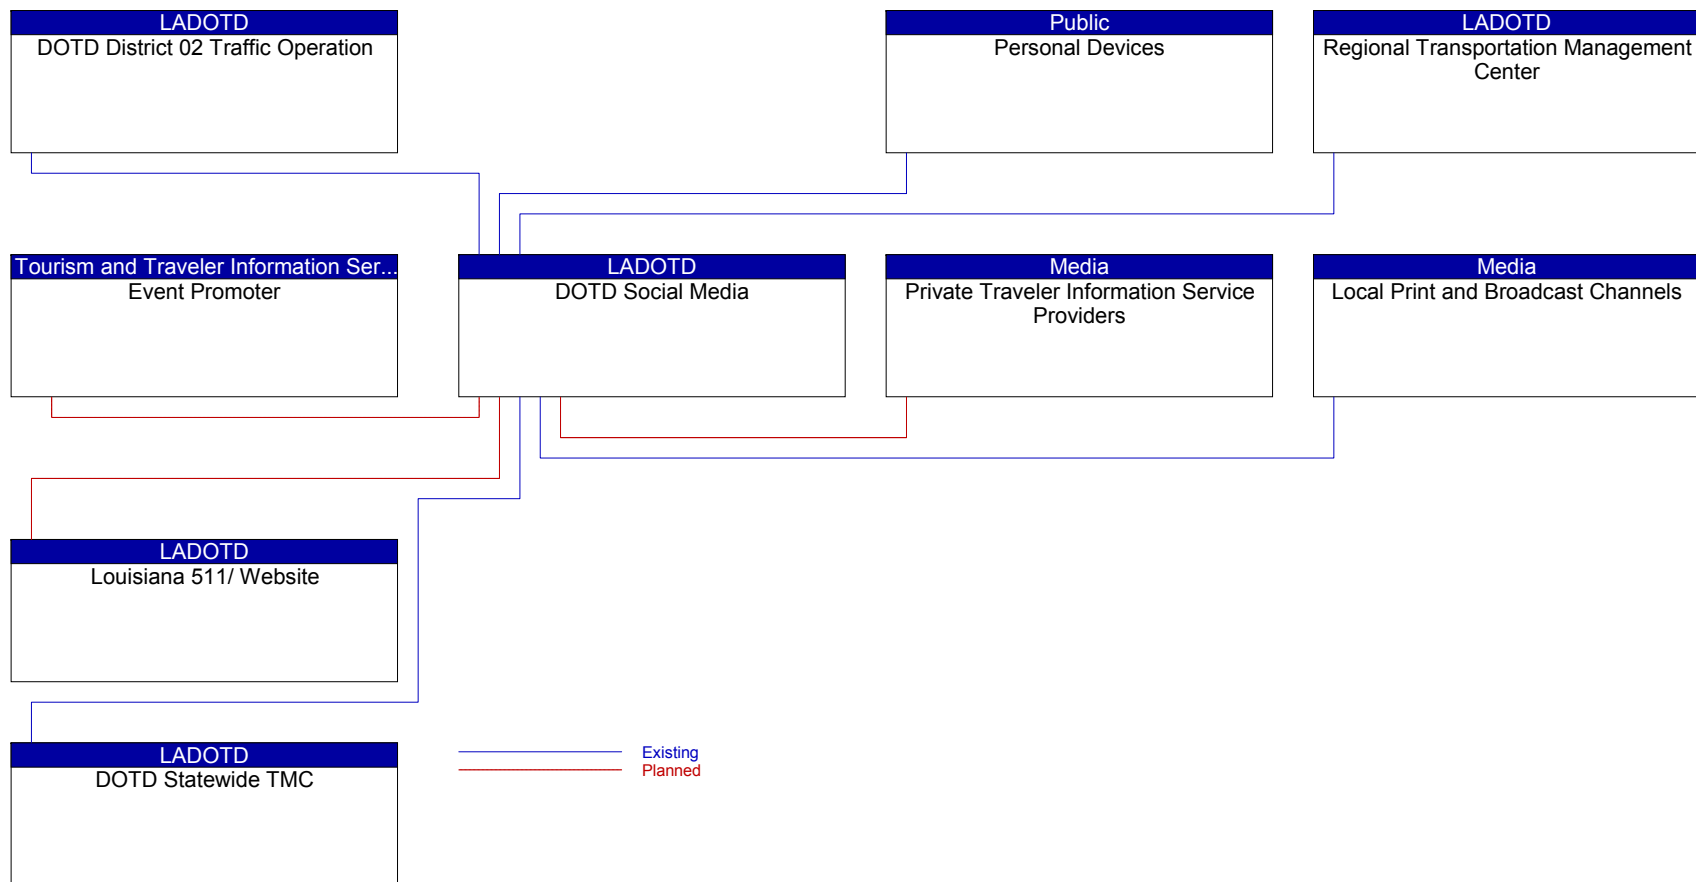 LADOTD
DOTD District 02 Traffic Operation
Public
Personal Devices
LADOTD
Regional Transportation Management
Center
Tourism and Traveler Information Ser...
Event Promoter
LADOTD
DOTD Social Media
Media
Private Traveler Information Service
Providers
Media
Local Print and Broadcast Channels
LADOTD
Louisiana 511/ Website
LADOTD
DOTD Statewide TMC
Existing
Planned